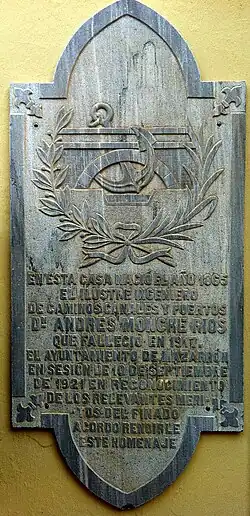 EN ESTA CASA NACIÓ EL AÑO 1865
EL ILUSTRE INGENIERO
DE CAMINOS CANALES Y PUERTOS
Dn ANDRÉS MONCHE RIOS
QUE FALLECIÓ EN 1917.
EL AYUNTAMIENTO DE MAZARRÓN
EN SESIÓN DE 10 DE SEPTIEMBRE
DE 1921 EN RECONOCIMIENTO
DE LOS RELEVANTES MERI-
TOS DEL FINADO
ACORDÓ RENDIRLE
ESTE HOMENAJE